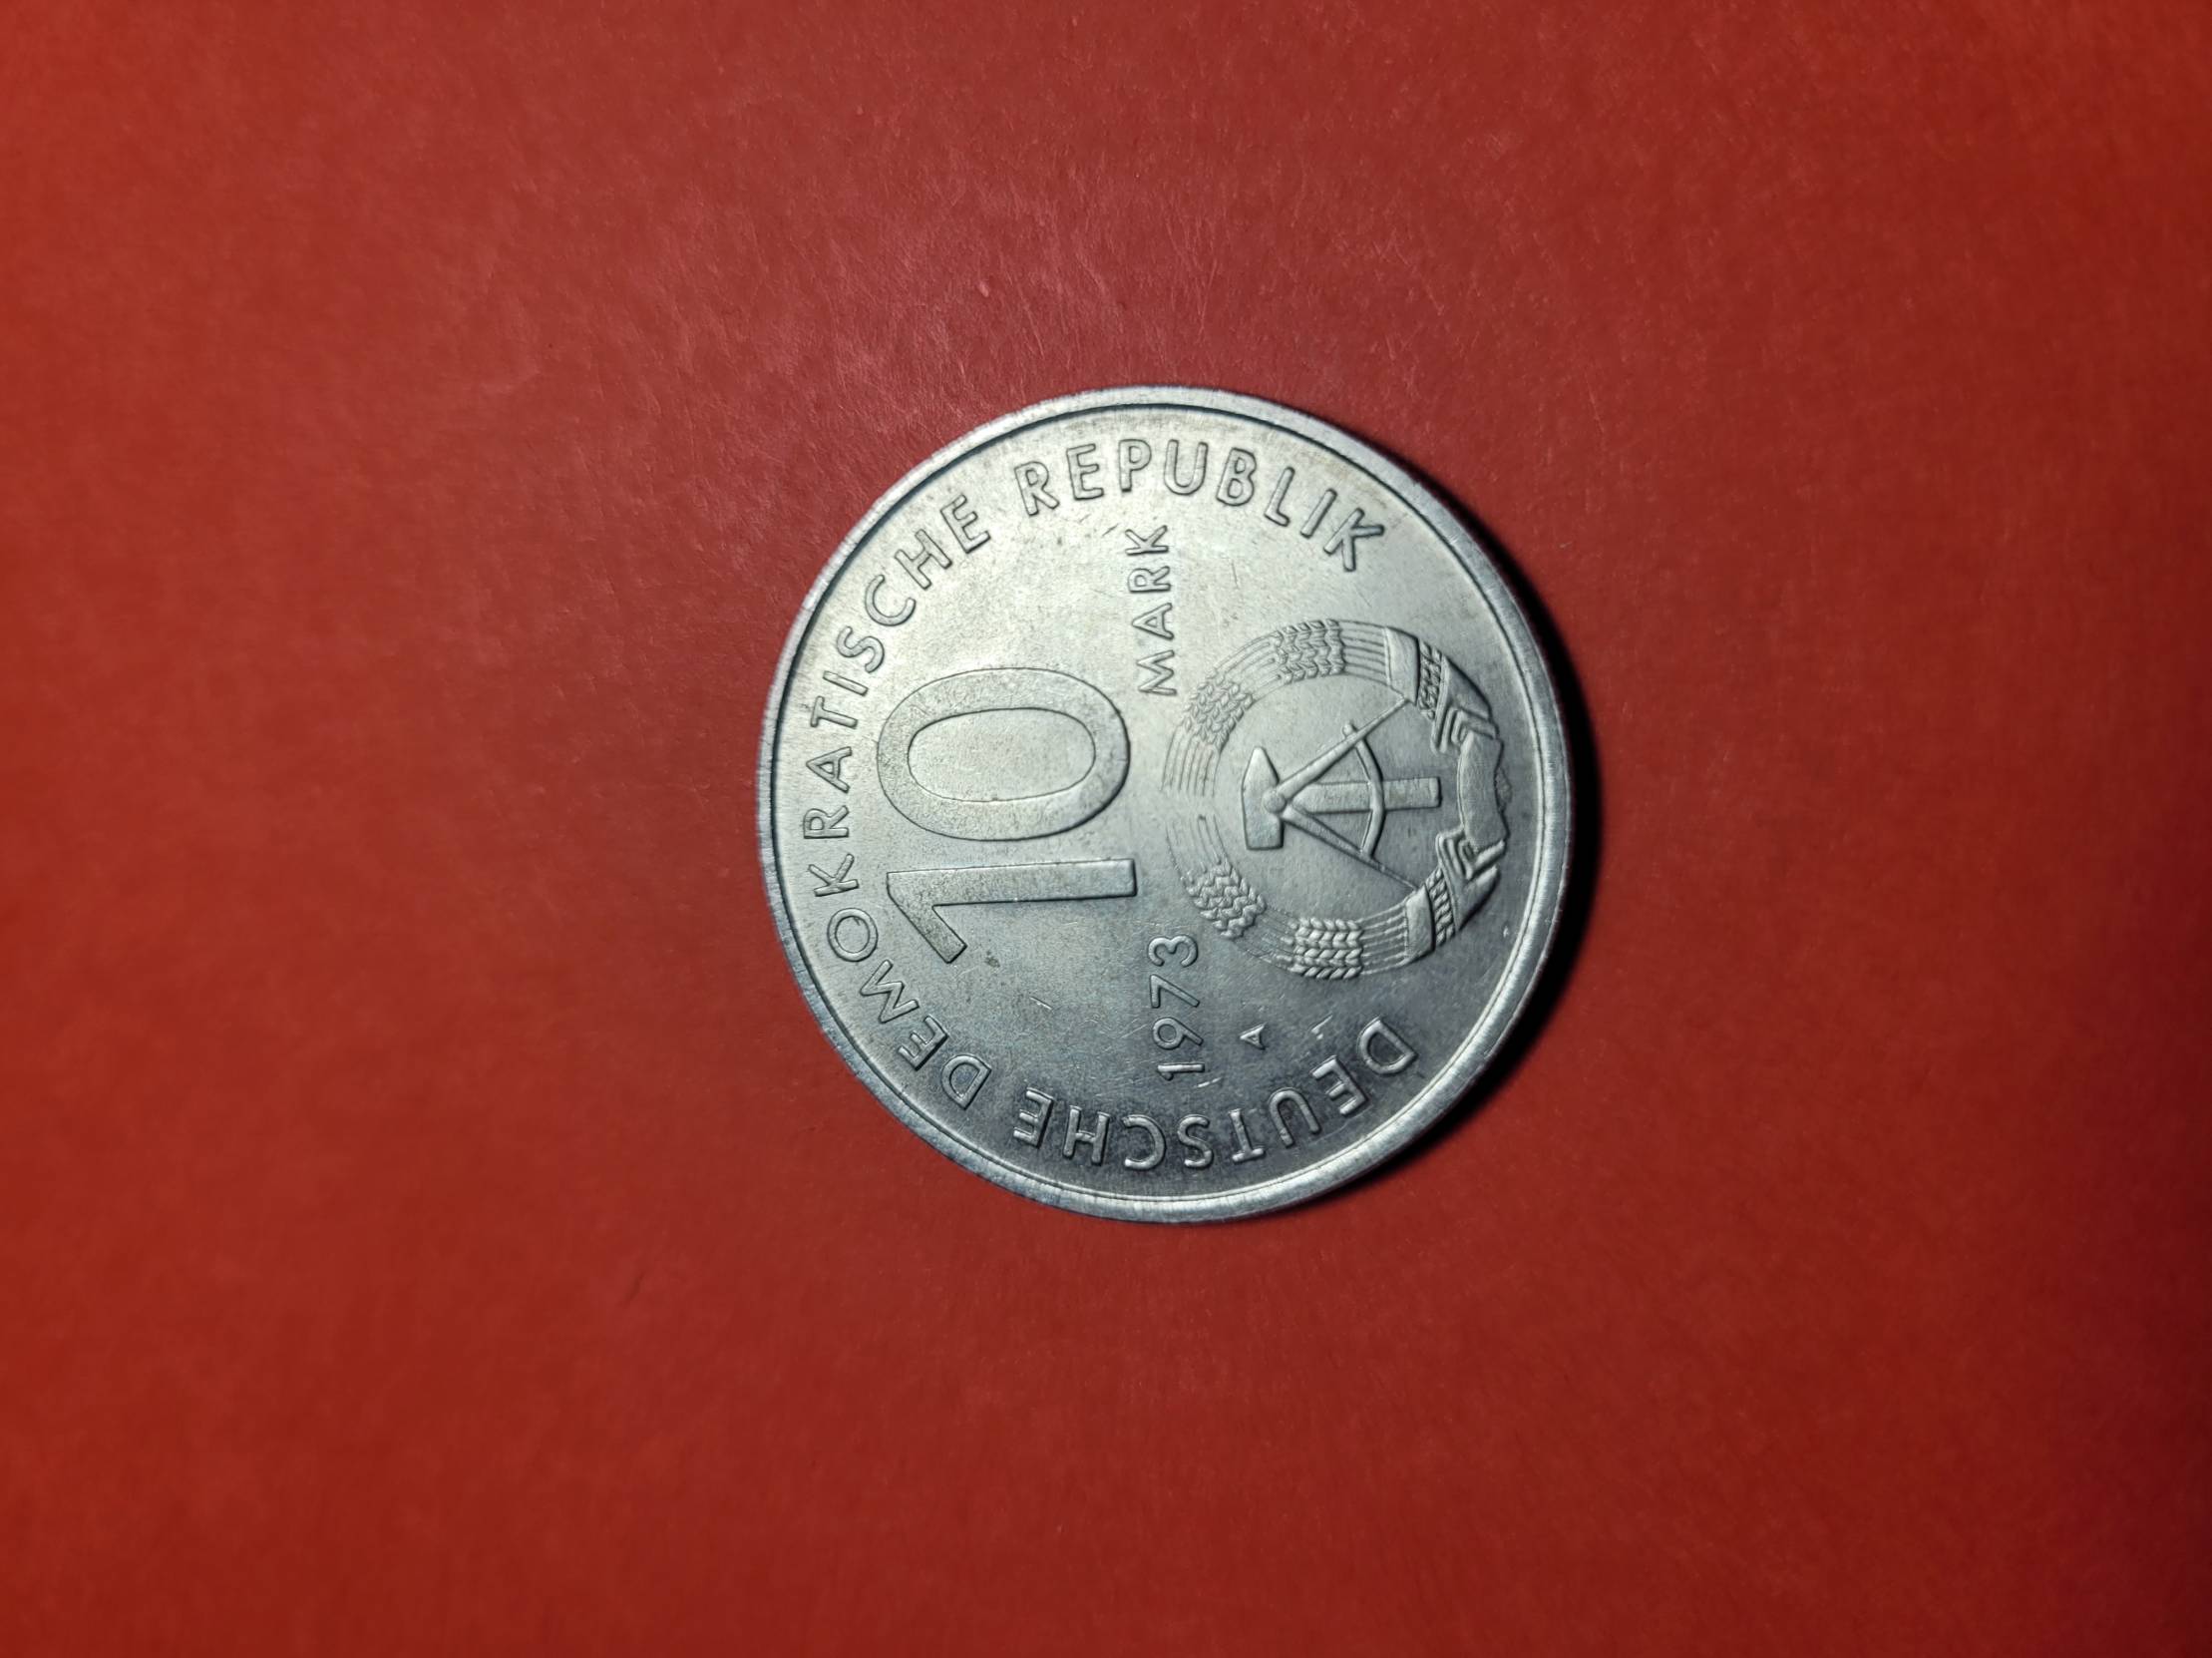 DEUTSCHE DEMOKRATISCHE REPUBLIK
10
1973 MARK
A